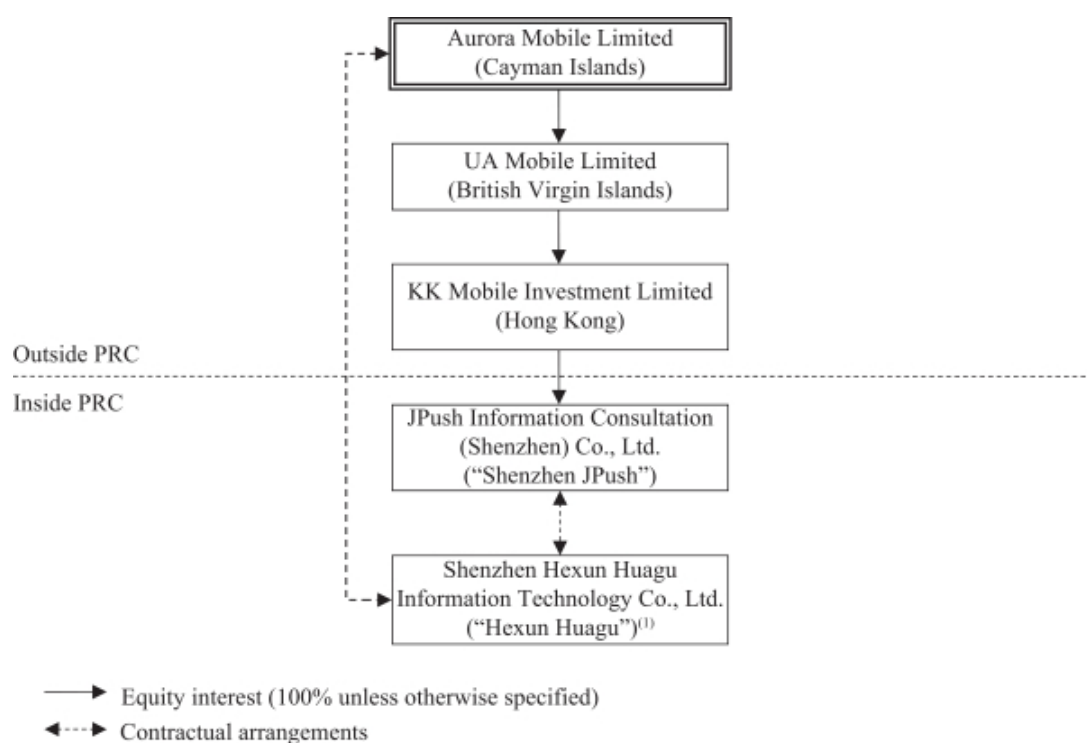 Aurora Mobile Limited
(Cayman Islands)
UA Mobile Limited
(British Virgin Islands)
KK Mobile Investment Limited
(Hong Kong)
Outside PRC
Inside PRC
JPush Information Consultation
(Shenzhen) Co., Ltd.
(“Shenzhen JPush”)
Shenzhen Hexun Huagu
Information Technology Co., Ltd.
(“Hexun Huagu”)(1)
Equity interest (100% unless otherwise specified)
Contractual arrangements